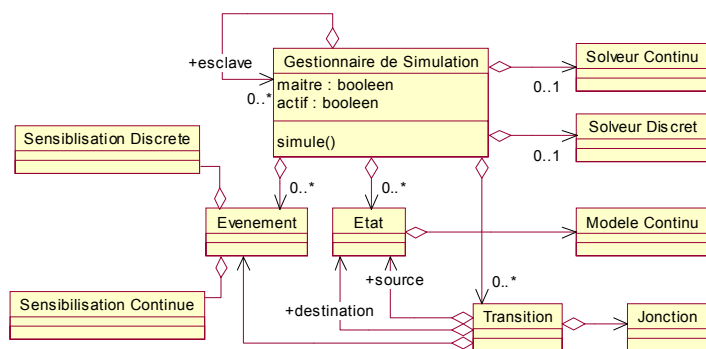 Gestionnaire de Simulation
maitre : booleen
actif : booleen
simule()
+esclave
0..*
Solveur Continu
0..1
Solveur Discret
0..1
Sensiblisation Discrete
0..*
0..*
Evenement
Etat
Modele Continu
+source
Sensibilisation Continue
+destination
0..*
Transition
Jonction